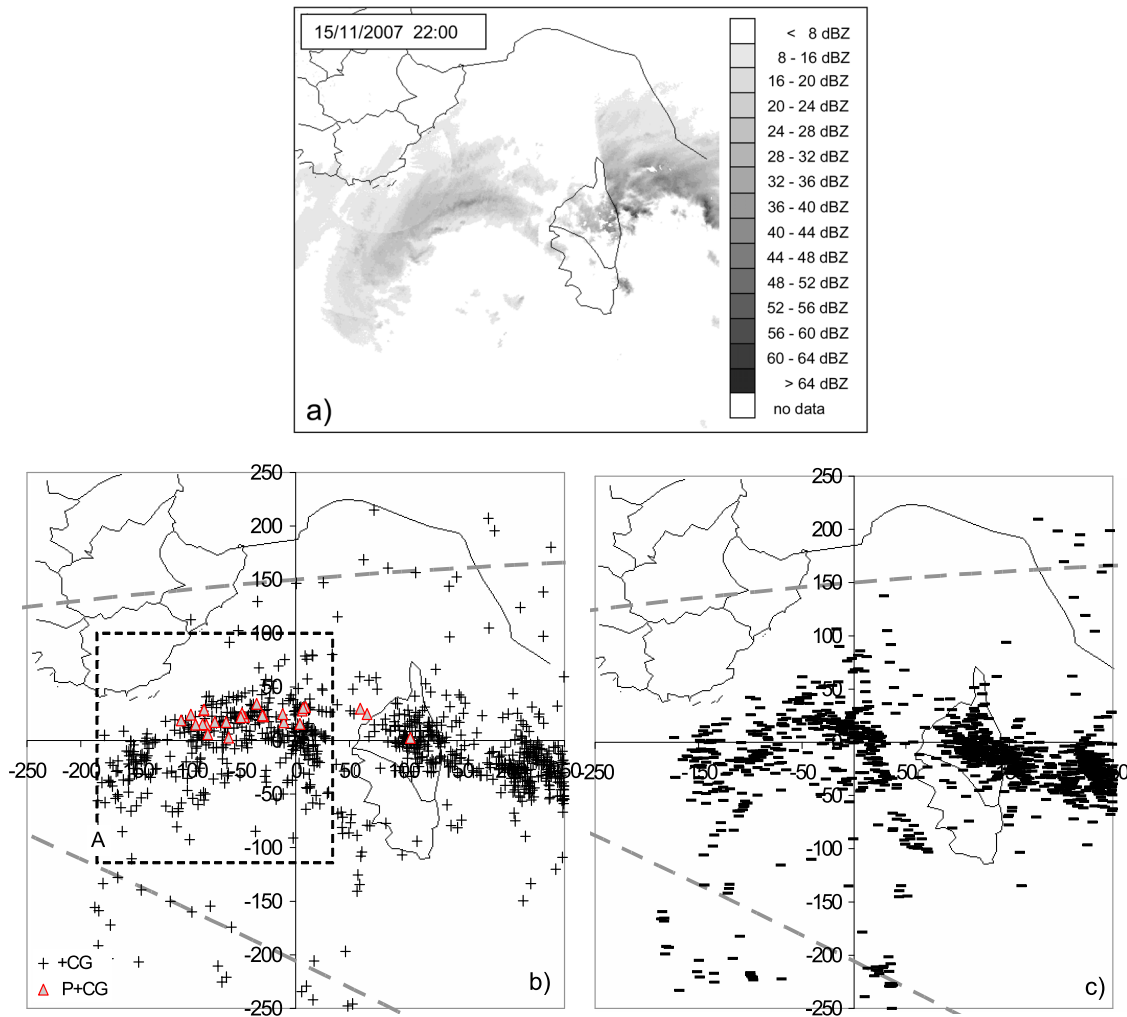 15/11/2007 22:00
< 8 dBZ
8 - 16 dBZ
16 - 20 dBZ
20 - 24 dBZ
24 - 28 dBZ
28 - 32 dBZ
32 - 36 dBZ
36 - 40 dBZ
40 - 44 dBZ
44 - 48 dBZ
48 - 52 dBZ
52 - 56 dBZ
56 - 60 dBZ
60 - 64 dBZ
> 64 dBZ
no data
a)
250
200
150
100
50
0
-250 -200 -150 -100 -50 0 50 100 150 200 250
-50
A
-100
-150
-200
-250
+CG
P+CG
b)
250
200
150
100
50
0
-250 50
-50
-100
-150
-200
-250
c)